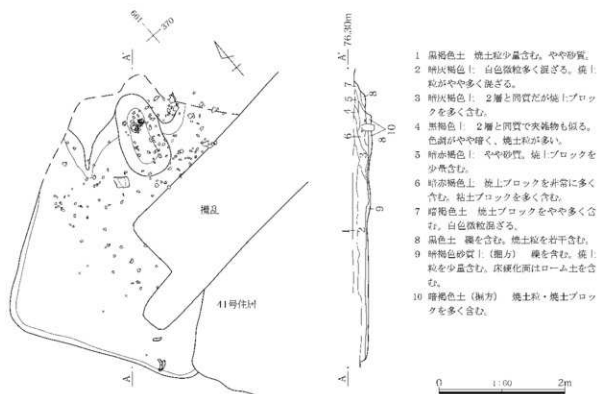 661
370
A'
A'
76.30m
7
5
4
6
8
10
8
3
9
2
1
撹乱
41号住居
A
A
1 黒褐色土 焼土粒少量含む。やや砂質。
2 暗灰褐色土 白色微粒多く混ざる。焼土
粒がやや多く混ざる。
3 暗灰褐色土 2層と同質だが焼土ブロッ
クを多く含む。
4 黒褐色土 2層と同質で夾雑物も似る。
色調がやや暗く、焼土粒が多い。
5 暗赤褐色土 やや砂質。焼土ブロックを
少量含む。
6 暗赤褐色土 焼土ブロックを非常に多く
含む。粘土ブロックを多く含む。
7 暗褐色土 焼土ブロックをやや多く含
む。白色微粒混ざる。
8 黒色土 礫を含む。焼土粒を若干含む。
9 暗褐色砂質土(掘方) 礫を含む。焼土
粒を少量含む。床硬化面はローム土を含
む。
10 暗褐色土(掘方) 焼土粒・焼土ブロッ
クを多く含む。
0 1:60 2m